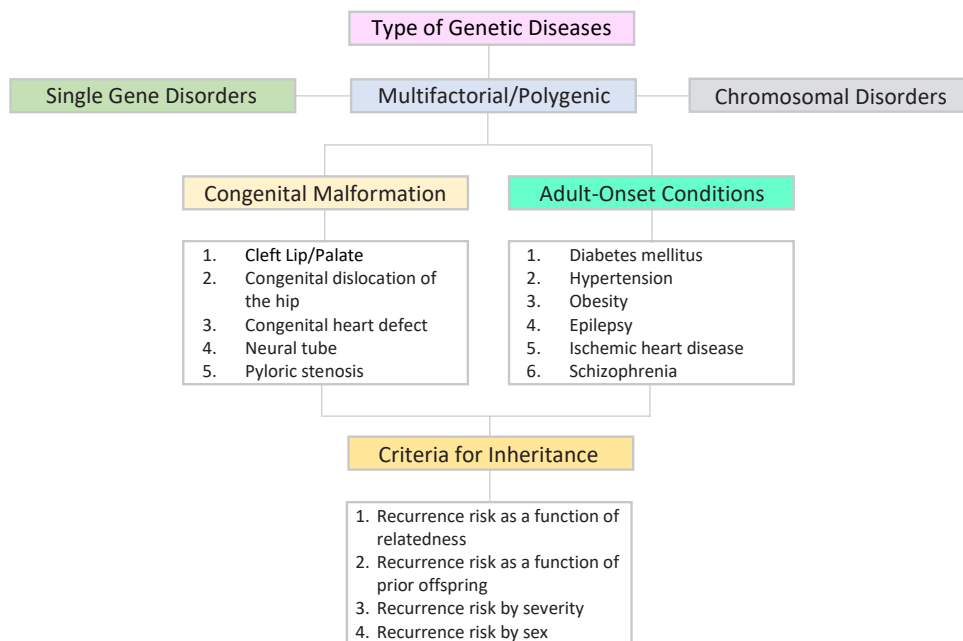 Type of Genetic Diseases
Single Gene Disorders
Multifactorial/Polygenic
Chromosomal Disorders
Congenital Malformation
Adult-Onset Conditions
1. Cleft Lip/Palate
2. Congenital dislocation of
the hip
3. Congenital heart defect
4. Neural tube
5. Pyloric stenosis
1. Diabetes mellitus
2. Hypertension
3. Obesity
4. Epilepsy
5. Ischemic heart disease
6. Schizophrenia
Criteria for Inheritance
1. Recurrence risk as a function of
relatedness
2. Recurrence risk as a function of
prior offspring
3. Recurrence risk by severity
4. Recurrence risk by sex